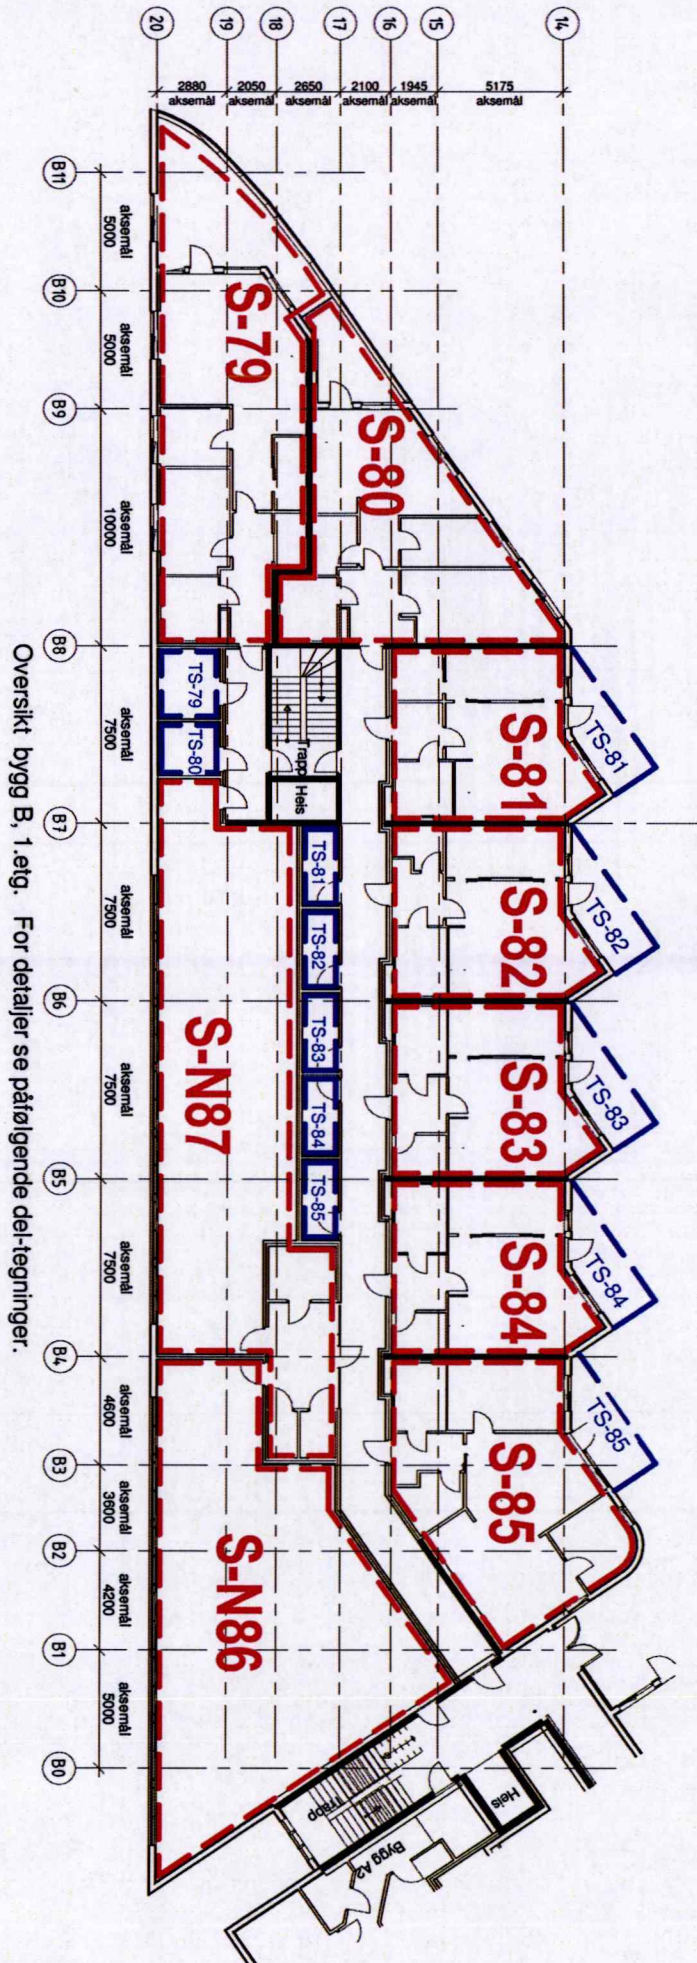 20
19
18
17
16
15
14
2880
aksemål
2050
aksemål
2650
aksemål
2100
aksemål
1945
aksemål
5175
aksemål
B11
B10
B9
B8
B7
B6
B5
B4
B3
B2
B1
B0
aksemål
5000
aksemål
5000
aksemål
10000
aksemål
7500
aksemål
7500
aksemål
7500
aksemål
7500
aksemål
4600
aksemål
3600
aksemål
4200
aksemål
5000
S-79
S-80
S-81
S-82
S-83
S-84
S-85
S-N87
S-N86
TS-79
TS-80
TS-81
TS-82
TS-83
TS-84
TS-85
TS-81
TS-82
TS-83
TS-84
TS-85
Trapp
Heis
Trapp
Heis
Bygg A2
Oversikt bygg B, 1.etg. For detaljer se påfølgende del-tegninger.